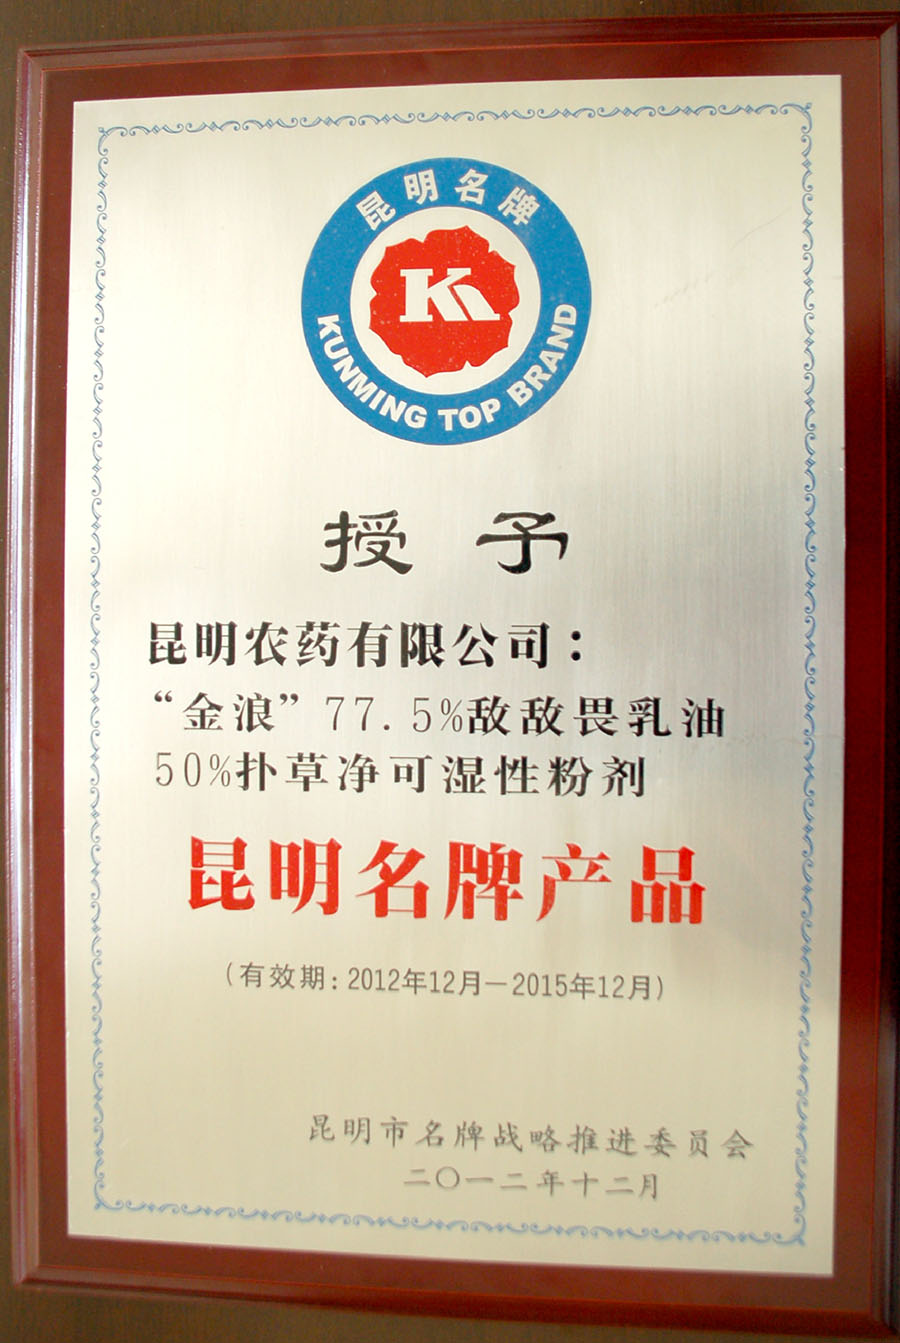 昆明名牌
KUNMING TOP BRAND
K
授 予
昆明农药有限公司：
“金浪”77.5%敌敌畏乳油
50%扑草净可湿性粉剂
昆明名牌产品
（有效期：2012年12月－2015年12月）
昆明市名牌战略推进委员会
二〇一二年十二月